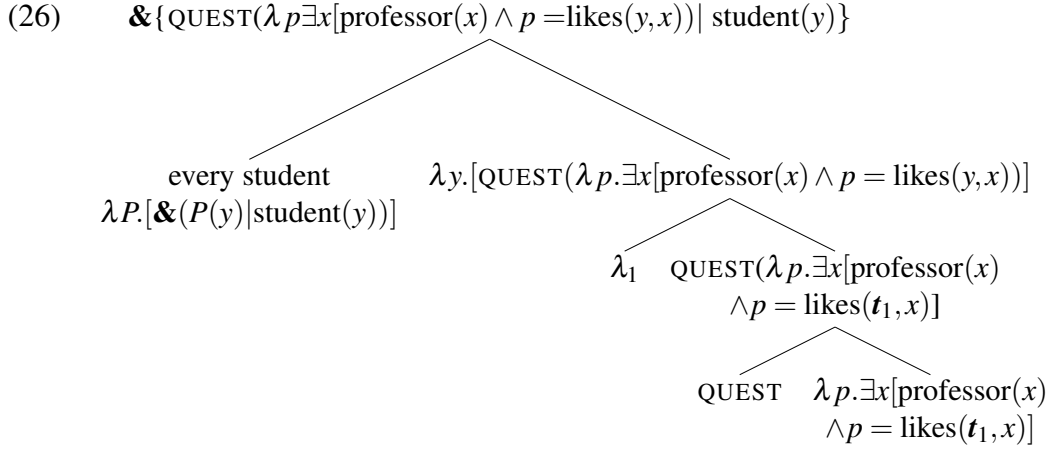 (26) &{QUEST(λp∃x[professor(x) ∧ p =likes(y,x))| student(y)}
every student λy.[QUEST(λp.∃x[professor(x) ∧ p = likes(y,x))]
λP.[&(P(y)|student(y))]
λ₁ QUEST(λp.∃x[professor(x)
∧p = likes(t₁,x)]
QUEST λp.∃x[professor(x)
∧p = likes(t₁,x)]